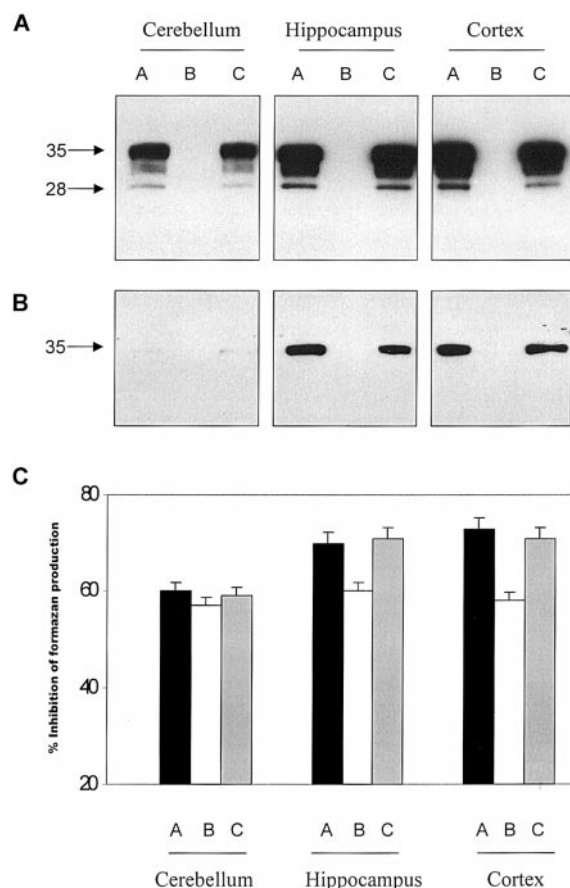 A
Cerebellum Hippocampus Cortex
A B C A B C A B C
35
28
B
35
C
% Inhibition of formazan production
80
60
40
20
A B C A B C A B C
Cerebellum Hippocampus Cortex